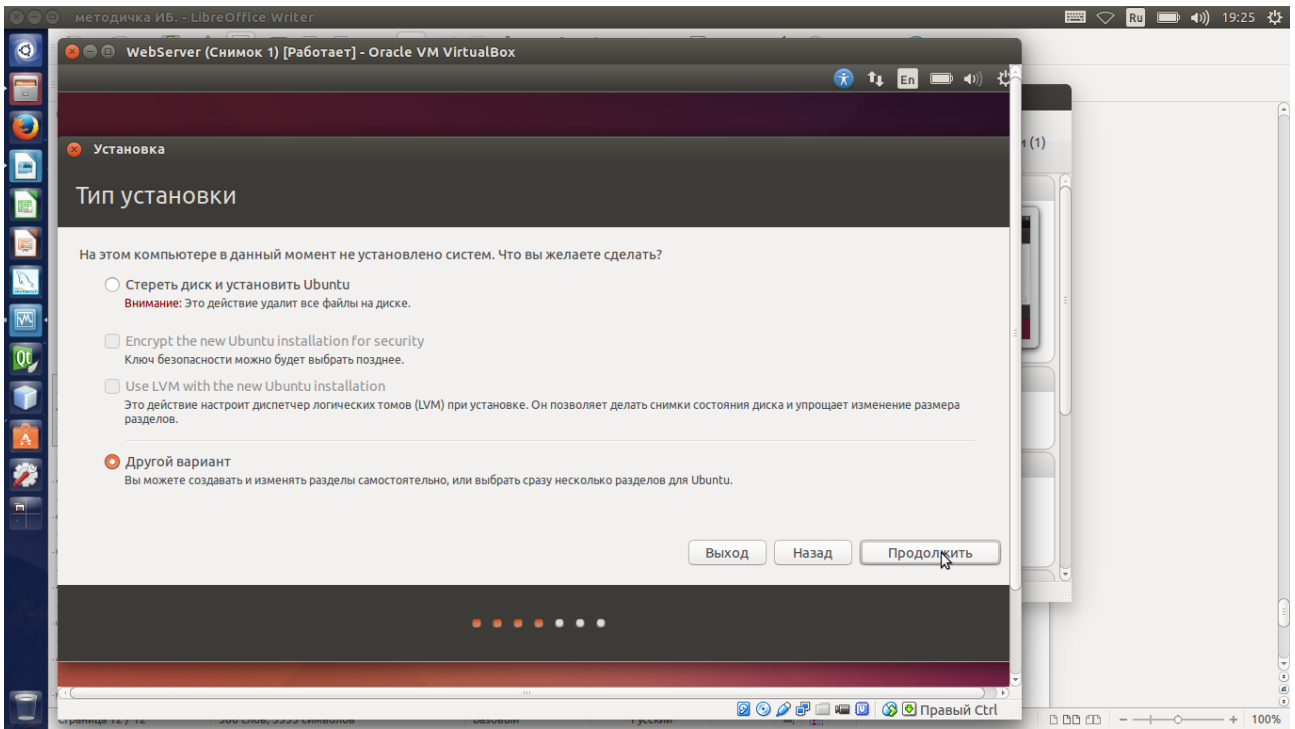 методичка ИБ. - LibreOffice Writer
Ru
19:25
WebServer (Снимок 1) [Работает] - Oracle VM VirtualBox
En
и (1)
Установка
Тип установки
На этом компьютере в данный момент не установлено систем. Что вы желаете сделать?
Стереть диск и установить Ubuntu
Внимание: Это действие удалит все файлы на диске.
Encrypt the new Ubuntu installation for security
Ключ безопасности можно будет выбрать позднее.
Use LVM with the new Ubuntu installation
Это действие настроит диспетчер логических томов (LVM) при установке. Он позволяет делать снимки состояния диска и упрощает изменение размера
разделов.
Другой вариант
Вы можете создавать и изменять разделы самостоятельно, или выбрать сразу несколько разделов для Ubuntu.
Выход
Назад
Продолжить
Правый Ctrl
100%